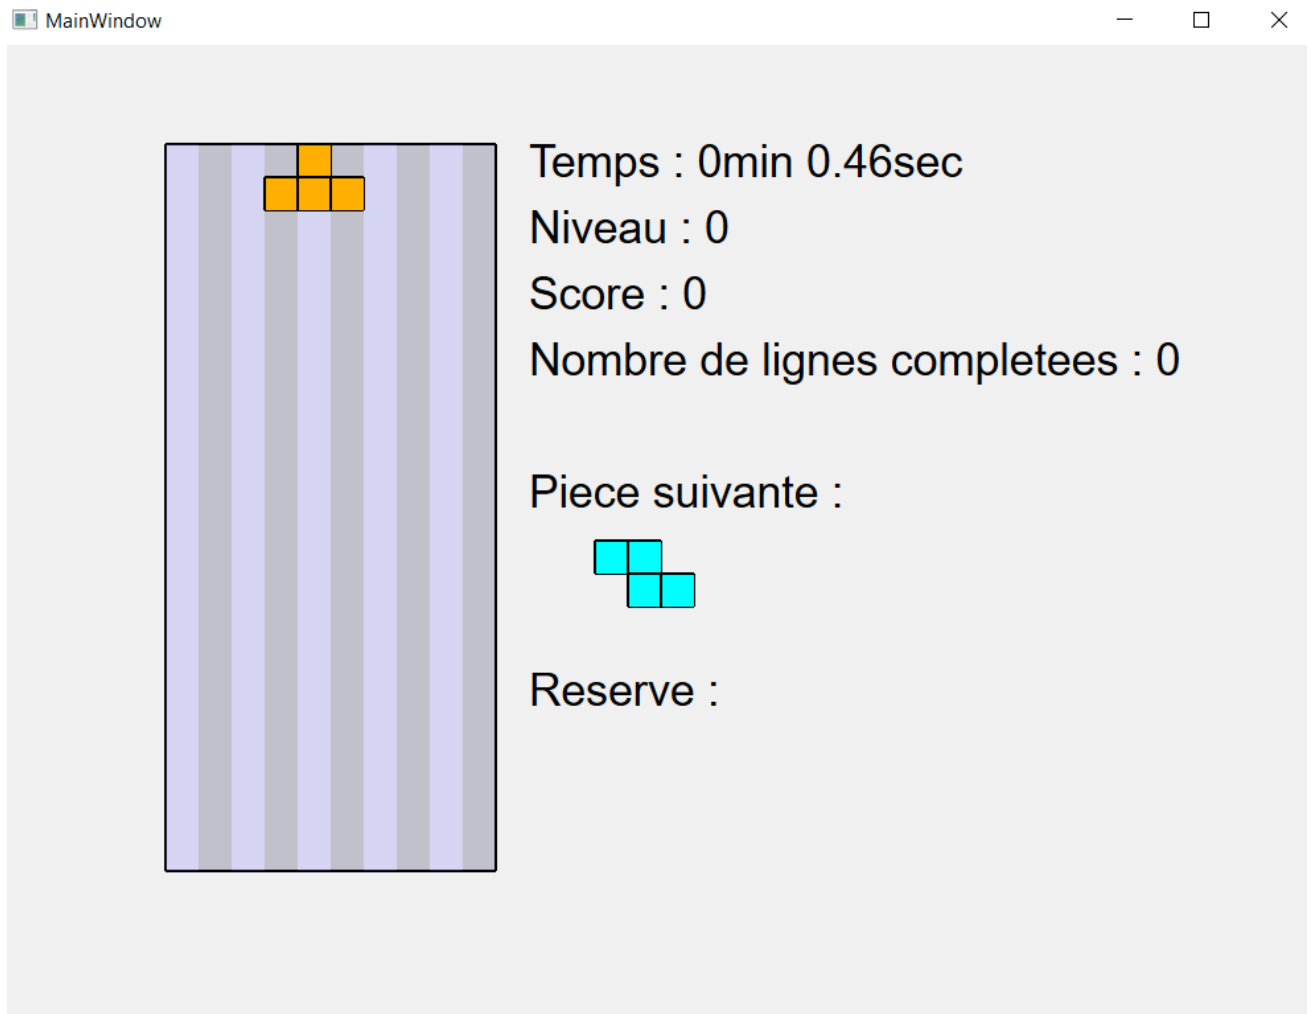 MainWindow
Temps : 0min 0.46sec
Niveau : 0
Score : 0
Nombre de lignes completees : 0
Piece suivante :
Reserve :